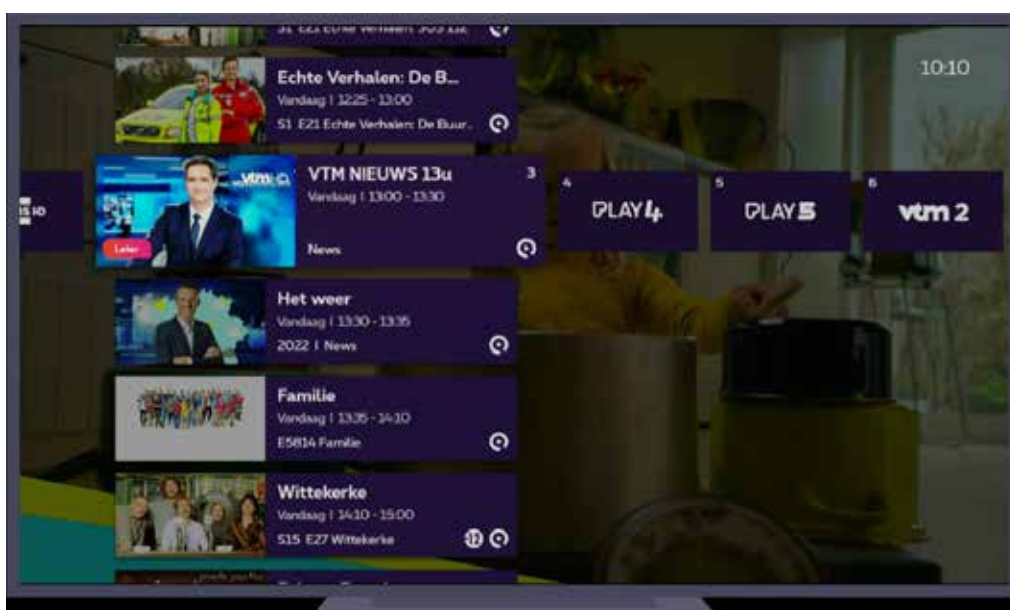 10:10
Echte Verhalen: De B...
Vandaag | 12:25 - 13:00
S1 E21 Echte Verhalen: De Buur..
VTM NIEUWS 13u
3
Vandaag | 13:00 - 13:30
Later
News
4
PLAY4
5
PLAY5
6
vtm 2
Het weer
Vandaag | 13:30 - 13:35
2022 | News
Familie
Vandaag | 13:35 - 14:10
E5814 Familie
Wittekerke
Vandaag | 14:10 - 15:00
S15 E27 Wittekerke
12